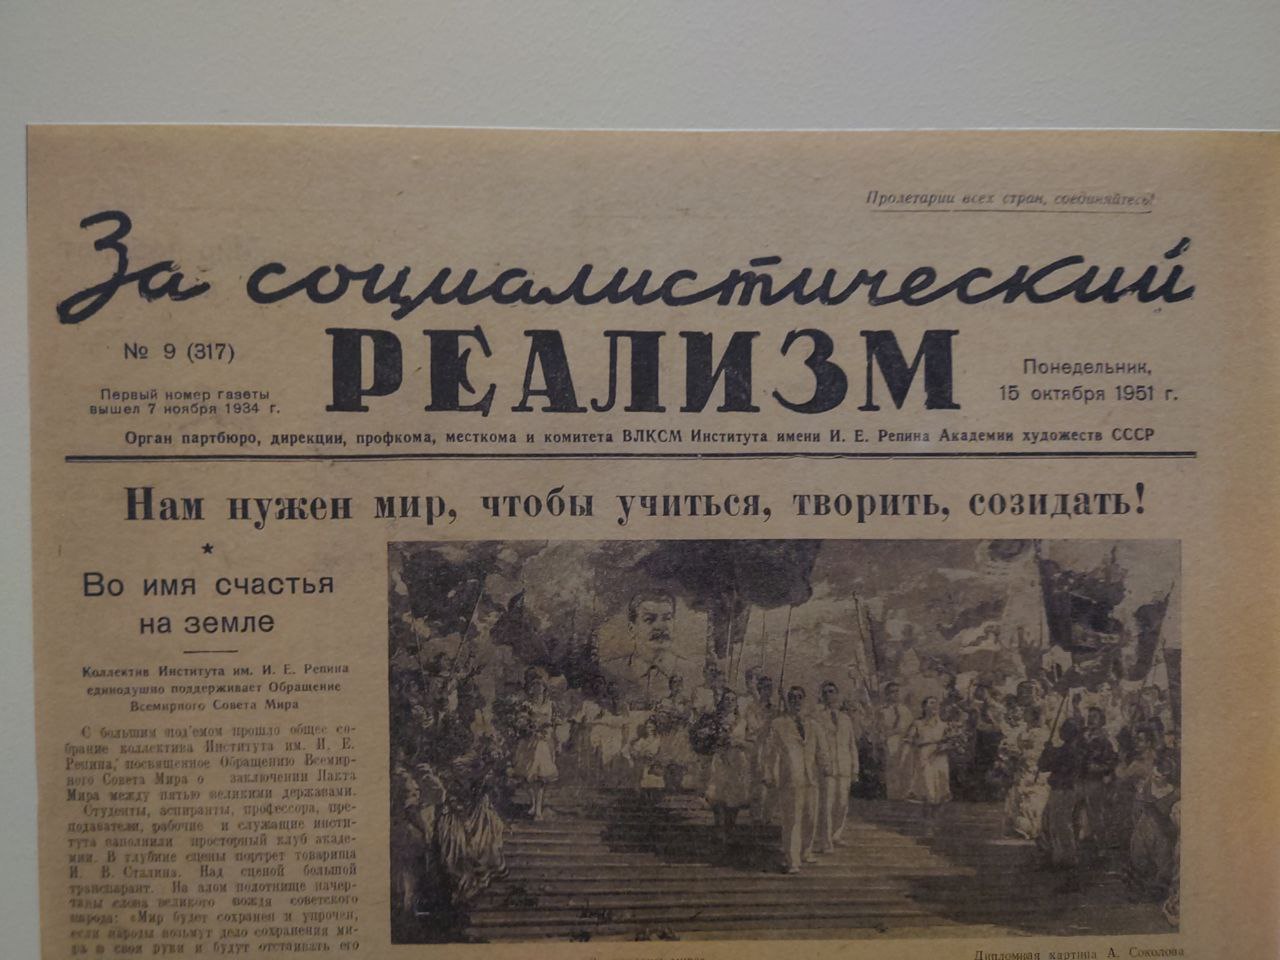 Пролетарии всех стран, соединяйтесь!
За социалистический
РЕАЛИЗМ
№ 9 (317)
Первый номер газеты
вышел 7 ноября 1934 г.
Понедельник,
15 октября 1951 г.
Орган партбюро, дирекции, профкома, месткома и комитета ВЛКСМ Института имени И. Е. Репина Академии художеств СССР
Нам нужен мир, чтобы учиться, творить, созидать!
Во имя счастья
на земле
Коллектив Института им. И. Е. Репина
единодушно поддерживает Обращение
Всемирного Совета Мира
С большим под'емом прошло общее со-
брание коллектива Института им. И. Е.
Репина, посвященное Обращению Всемир-
ного Совета Мира о заключении Пакта
Мира между пятью великими державами.
Студенты, аспиранты, профессора, пре-
подаватели, рабочие и служащие инсти-
тута наполнили просторный клуб акаде-
мии. В глубине сцены портрет товарища
И. В. Сталина. Над сценой большой
транспарант. На алом полотнище начер-
таны слова великого вождя советского
народа: «Мир будет сохранен и упрочен,
если народы возьмут дело сохранения ми-
ра в свои руки и будут отстаивать его
Дипломная картина А. Соколова